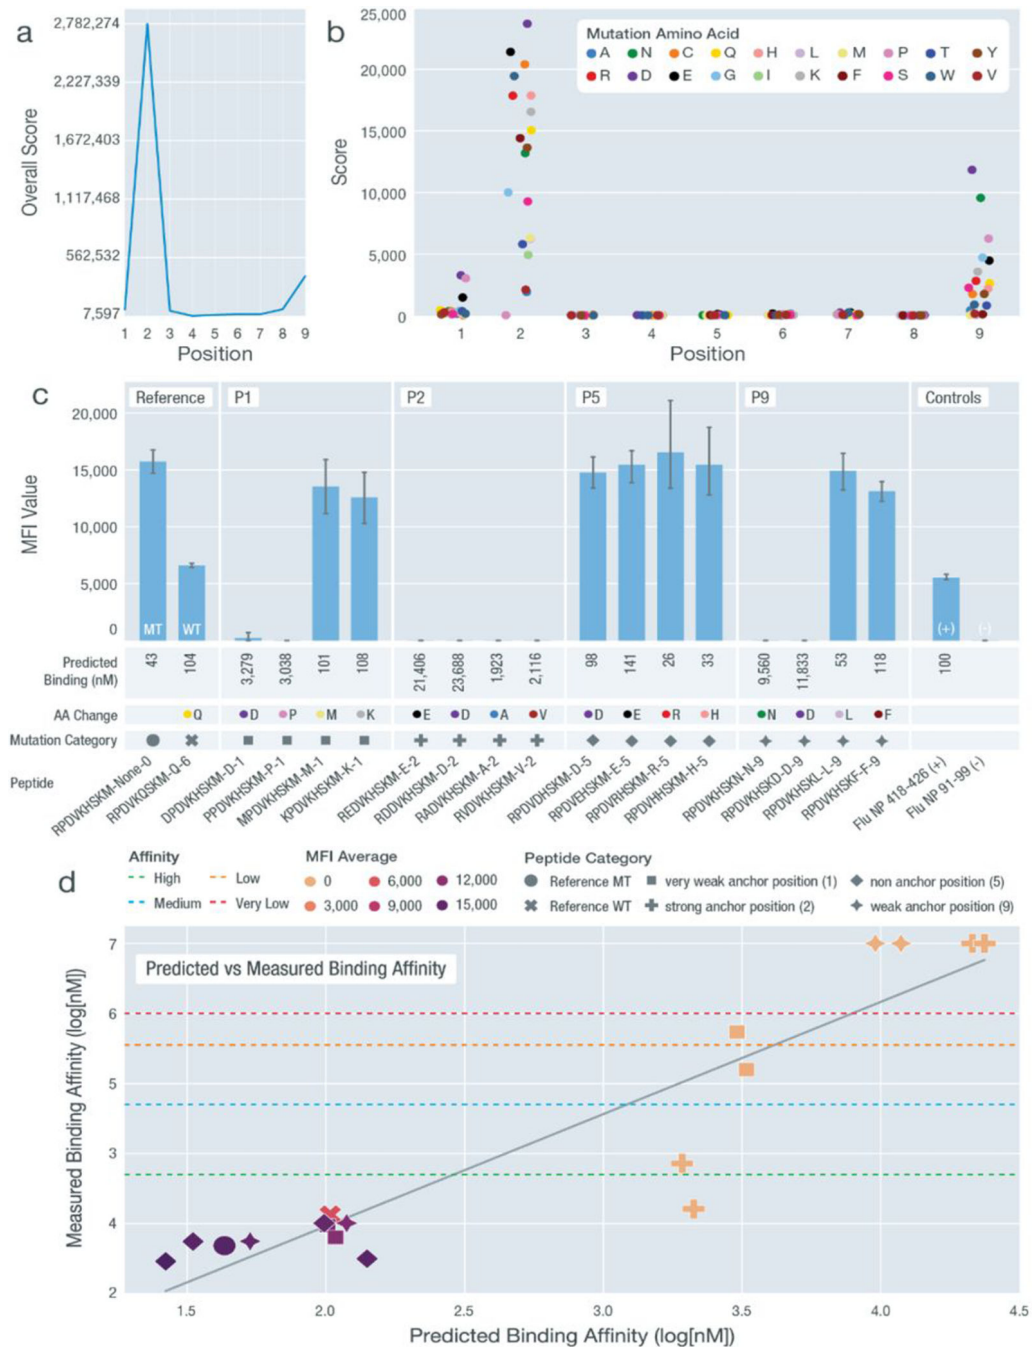 a
2,782,274
2,227,339
1,672,403
1,117,468
562,532
7,597
Overall Score
1 2 3 4 5 6 7 8 9
Position
b
25,000
20,000
15,000
10,000
5,000
0
Score
Mutation Amino Acid
A N C Q H L M P T Y
R D E G I K F S W V
1 2 3 4 5 6 7 8 9
Position
c
Reference P1 P2 P5 P9 Controls
20,000
15,000
10,000
5,000
0
MFI Value
MT WT (+) (-)
Predicted
Binding (nM)
43 104 3,279 3,038 101 108 21,406 23,688 1,923 2,116 98 141 26 33 9,560 11,833 53 118 100
AA Change
Q D P M K E D A V D E R H N D L F
Mutation Category
Peptide
RPDVKHSKM-None-0
RPDVKQSKM-Q-6
DPDVKHSKM-D-1
PPDVKHSKM-P-1
MPDVKHSKM-M-1
KPDVKHSKM-K-1
REDVKHSKM-E-2
RDDVKHSKM-D-2
RADVKHSKM-A-2
RVDVKHSKM-V-2
RPDVDHSKM-D-5
RPDVEHSKM-E-5
RPDVRHSKM-R-5
RPDVHHSKM-H-5
RPDVKHSKN-N-9
RPDVKHSKD-D-9
RPDVKHSKL-L-9
RPDVKHSKF-F-9
Flu NP 418-426 (+)
Flu NP 91-99 (-)
d
Affinity
High Low
Medium Very Low
MFI Average
0 6,000 12,000
3,000 9,000 15,000
Peptide Category
Reference MT very weak anchor position (1) non anchor position (5)
Reference WT strong anchor position (2) weak anchor position (9)
Predicted vs Measured Binding Affinity
7
6
5
3
4
2
Measured Binding Affinity (log[nM])
1.5 2.0 2.5 3.0 3.5 4.0 4.5
Predicted Binding Affinity (log[nM])